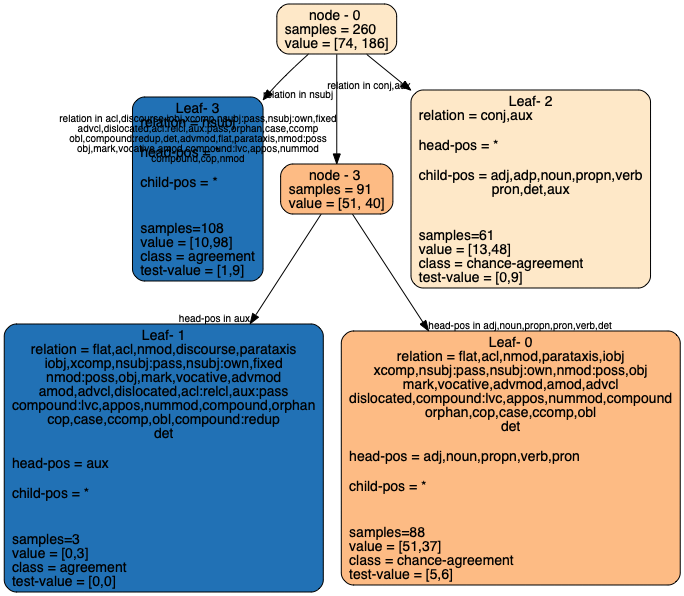 node - 0
samples = 260
value = [74, 186]
relation in nsubj
relation in conj,aux
relation in acl,discourse,iobj,xcomp,nsubj:pass,nsubj:own,fixed
advcl,dislocated,acl:relcl,aux:pass,orphan,case,ccomp
obl,compound:redup,det,advmod,flat,parataxis,nmod:poss
obj,mark,vocative,amod,compound:lvc,appos,nummod
compound,cop,nmod
Leaf- 3
relation = nsubj
head-pos = *
child-pos = *
samples=108
value = [10,98]
class = agreement
test-value = [1,9]
node - 3
samples = 91
value = [51, 40]
Leaf- 2
relation = conj,aux
head-pos = *
child-pos = adj,adp,noun,propn,verb
pron,det,aux
samples=61
value = [13,48]
class = chance-agreement
test-value = [0,9]
head-pos in aux
head-pos in adj,noun,propn,pron,verb,det
Leaf- 1
relation = flat,acl,nmod,discourse,parataxis
iobj,xcomp,nsubj:pass,nsubj:own,fixed
nmod:poss,obj,mark,vocative,advmod
amod,advcl,dislocated,acl:relcl,aux:pass
compound:lvc,appos,nummod,compound,orphan
cop,case,ccomp,obl,compound:redup
det
head-pos = aux
child-pos = *
samples=3
value = [0,3]
class = agreement
test-value = [0,0]
Leaf- 0
relation = flat,acl,nmod,parataxis,iobj
xcomp,nsubj:pass,nsubj:own,nmod:poss,obj
mark,vocative,advmod,amod,advcl
dislocated,compound:lvc,appos,nummod,compound
orphan,cop,case,ccomp,obl
det
head-pos = adj,noun,propn,verb,pron
child-pos = *
samples=88
value = [51,37]
class = chance-agreement
test-value = [5,6]